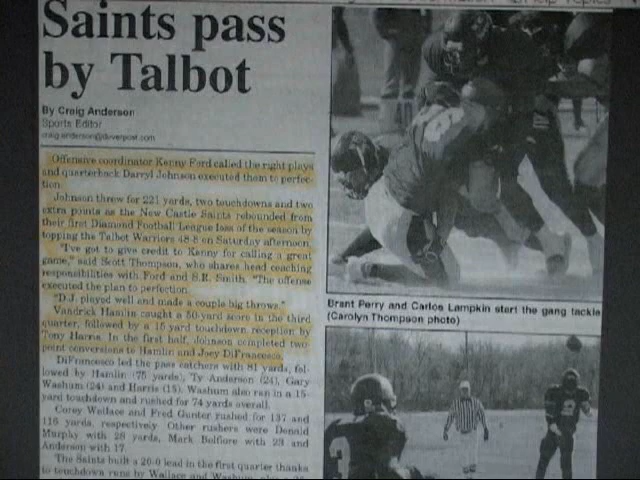 Saints pass
by Talbot
By Craig Anderson
Sports Editor
Offensive coordinator Kenny Ford called the right plays
and quarterback Darryl Johnson executed them to perfec-
tion.
Johnson threw for 221 yards, two touchdowns and two
extra points as the New Castle Saints rebounded from
their first Diamond Football League loss of the season by
topping the Talbot Warriors 48-8 on Saturday afternoon.
"I've got to give credit to Kenny for calling a great
game," said Scott Thompson, who shares head coaching
responsibilities with Ford and S.R. Smith. "The offense
executed the plan to perfection.
"D.J. played well and made a couple big throws."
Vandrick Hamlin caught a 50-yard score in the third
quarter, followed by a 15-yard touchdown reception by
Tony Harris. In the first half, Johnson completed two-
point conversions to Hamlin and Joey DiFrancesco.
DiFrancesco led the pass catchers with 81 yards, fol-
lowed by Hamlin (75 yards), Ty Anderson (24), Gary
Washum (24) and Harris (15). Washum also ran in a 15-
yard touchdown and rushed for 74 yards overall.
Corey Wallace and Fred Gunter rushed for 137 and
116 yards, respectively. Other rushers were Donald
Murphy with 28 yards, Mark Bolfiore with 23 and
Anderson with 17.
The Saints built a 20-0 lead in the first quarter thanks
to touchdown runs by Wallace and Washum
Brant Perry and Carlos Lampkin start the gang tackle
(Carolyn Thompson photo)
3
2